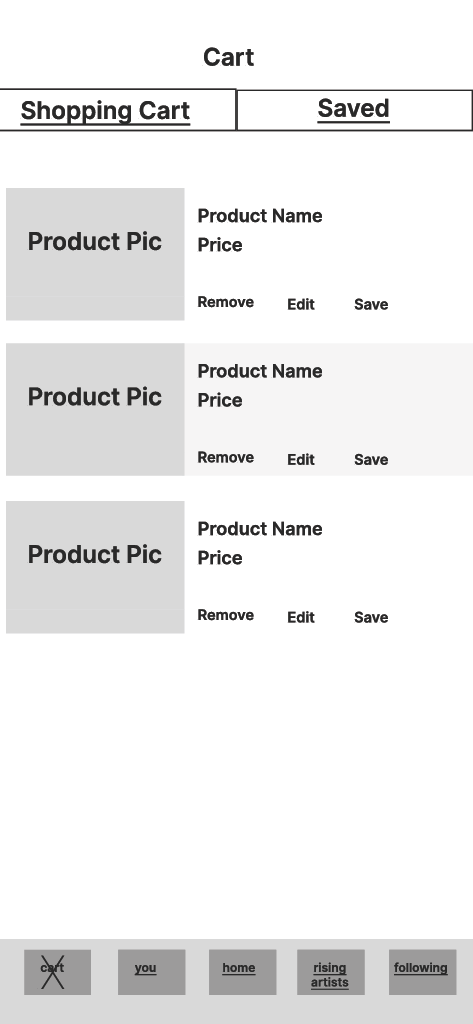 Cart
Shopping Cart
Saved
Product Pic
Product Name
Price
Remove
Edit
Save
Product Pic
Product Name
Price
Remove
Edit
Save
Product Pic
Product Name
Price
Remove
Edit
Save
cart
you
home
rising
artists
following